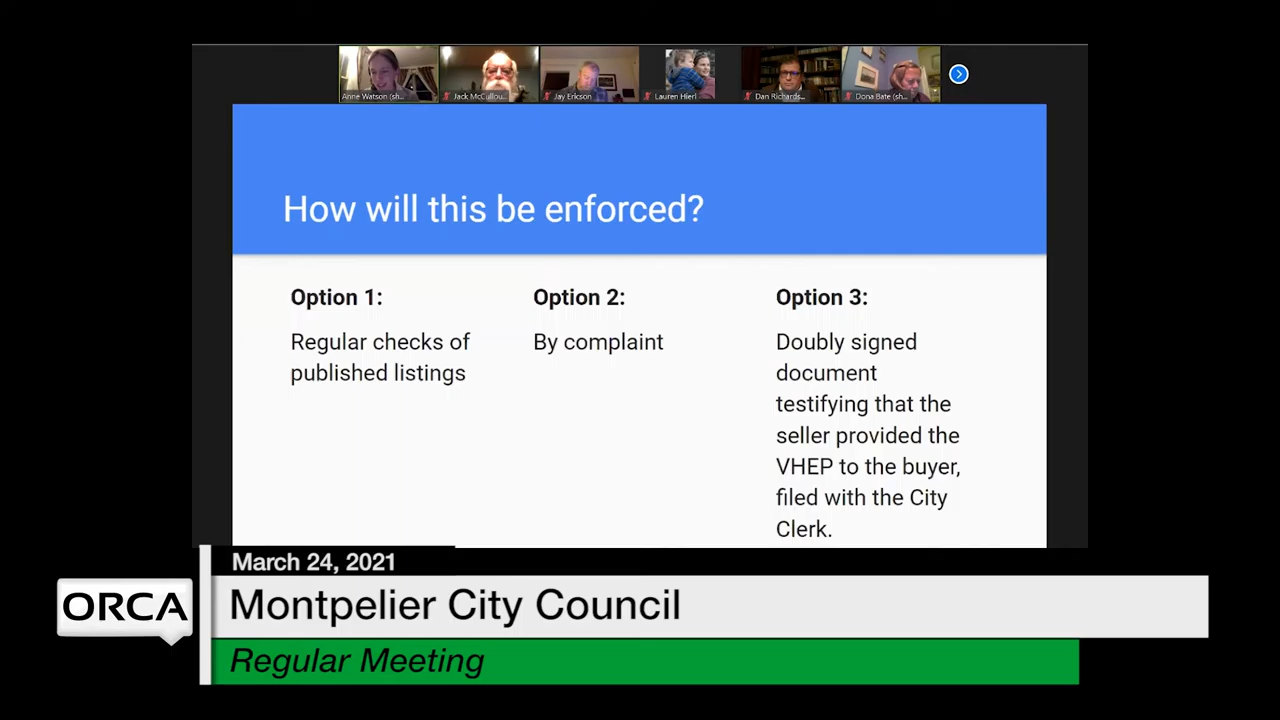 Anne Watson (sh...
Jack McCullou...
Jay Ericson
Lauren Hierl
Dan Richards...
Dona Bate (sh...
How will this be enforced?
Option 1:
Regular checks of
published listings
Option 2:
By complaint
Option 3:
Doubly signed
document
testifying that the
seller provided the
VHEP to the buyer,
filed with the City
Clerk.
March 24, 2021
ORCA
Montpelier City Council
Regular Meeting